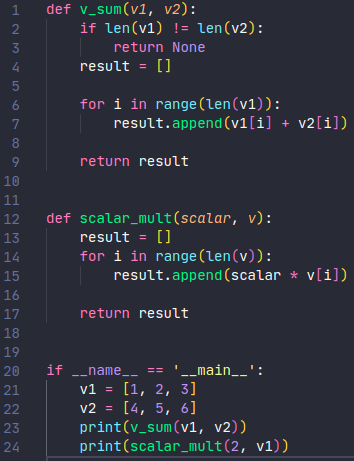 1 def v_sum(v1, v2):
2     if len(v1) != len(v2):
3         return None
4     result = []
5
6     for i in range(len(v1)):
7         result.append(v1[i] + v2[i])
8
9     return result
10
11
12 def scalar_mult(scalar, v):
13     result = []
14     for i in range(len(v)):
15         result.append(scalar * v[i])
16
17     return result
18
19
20 if __name__ == '__main__':
21     v1 = [1, 2, 3]
22     v2 = [4, 5, 6]
23     print(v_sum(v1, v2))
24     print(scalar_mult(2, v1))